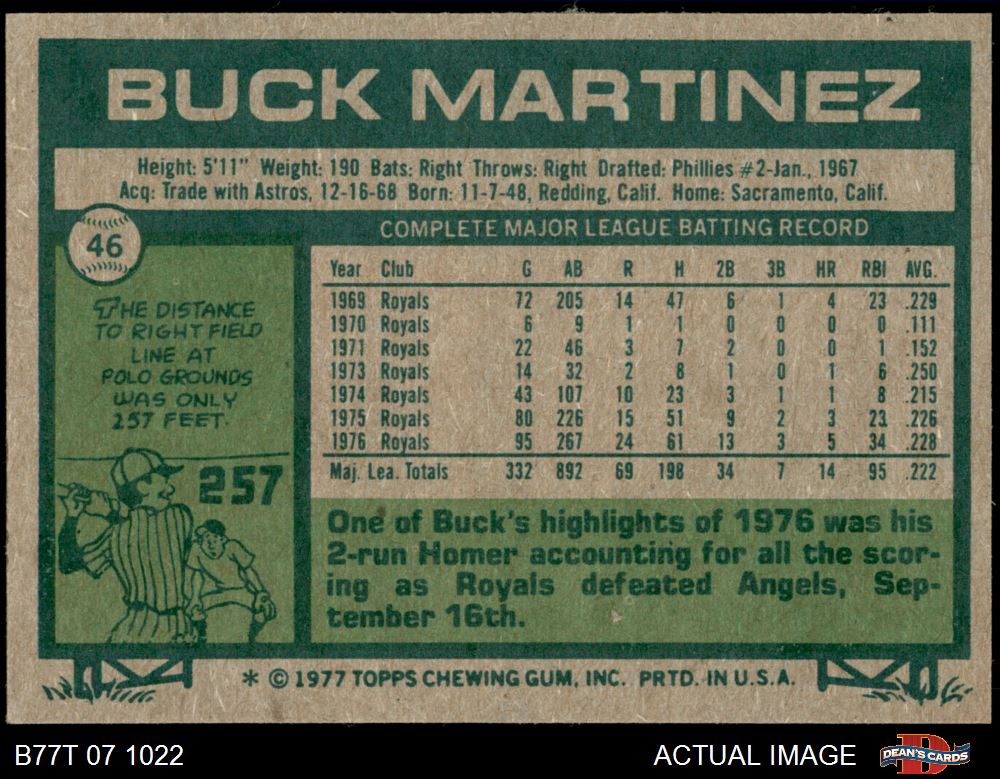 BUCK MARTINEZ
Height: 5'11" Weight: 190 Bats: Right Throws: Right Drafted: Phillies #2-Jan., 1967
Acq: Trade with Astros, 12-16-68 Born: 11-7-48, Redding, Calif. Home: Sacramento, Calif.
46
THE DISTANCE
TO RIGHT FIELD
LINE AT
POLO GROUNDS
WAS ONLY
257 FEET.
257
COMPLETE MAJOR LEAGUE BATTING RECORD
Year Club G AB R H 2B 3B HR RBI AVG.
1969 Royals 72 205 14 47 6 1 4 23 .229
1970 Royals 6 9 1 1 0 0 0 0 .111
1971 Royals 22 46 3 7 2 0 0 1 .152
1973 Royals 14 32 2 8 1 0 1 6 .250
1974 Royals 43 107 10 23 3 1 1 8 .215
1975 Royals 80 226 15 51 9 2 3 23 .226
1976 Royals 95 267 24 61 13 3 5 34 .228
Maj. Lea. Totals 332 892 69 198 34 7 14 95 .222
One of Buck's highlights of 1976 was his
2-run Homer accounting for all the scor-
ing as Royals defeated Angels, Sep-
tember 16th.
* © 1977 TOPPS CHEWING GUM, INC. PRTD. IN U.S.A.
B77T 07 1022
ACTUAL IMAGE
D
DEAN'S CARDS